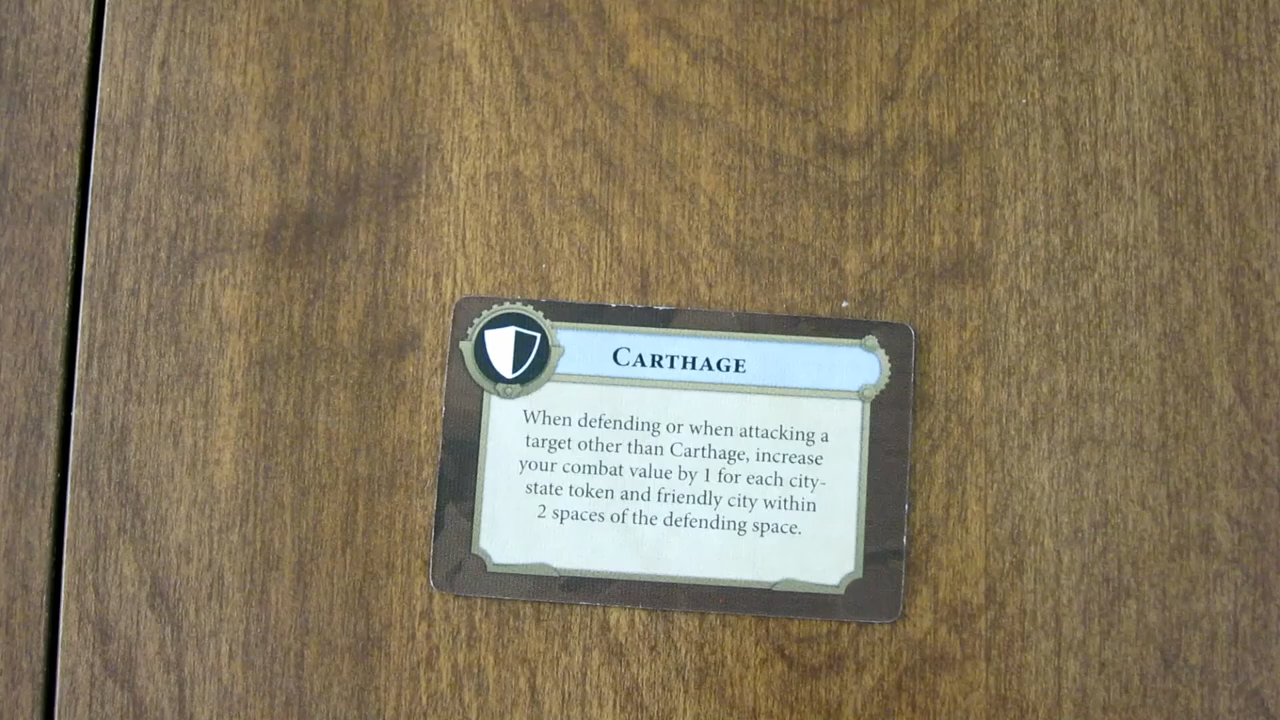 CARTHAGE
When defending or when attacking a
target other than Carthage, increase
your combat value by 1 for each city-
state token and friendly city within
2 spaces of the defending space.